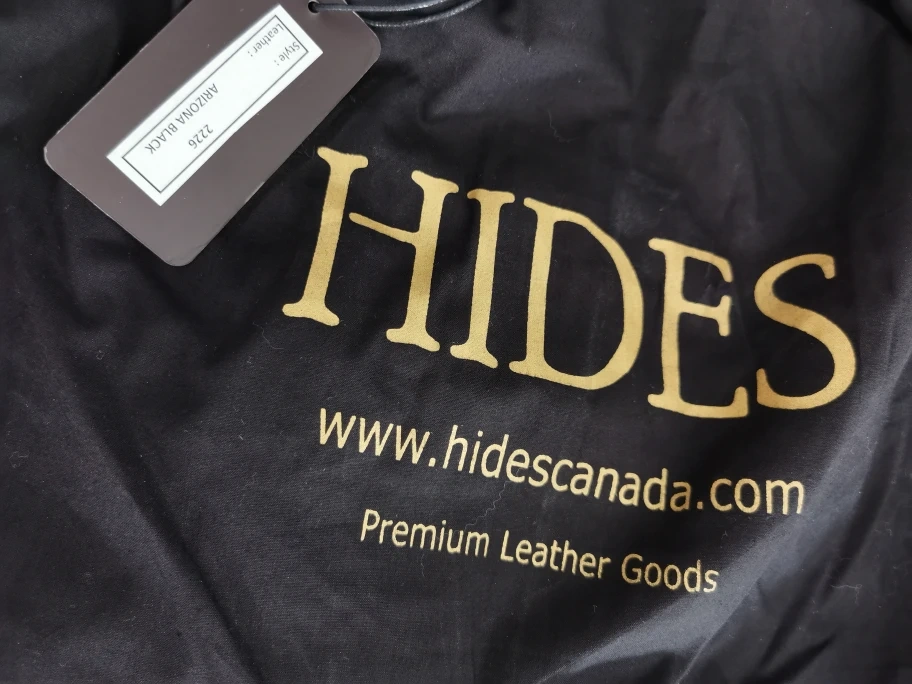 Style : 2226
Leather : ARIZONA BLACK
HIDES
www.hidescanada.com
Premium Leather Goods